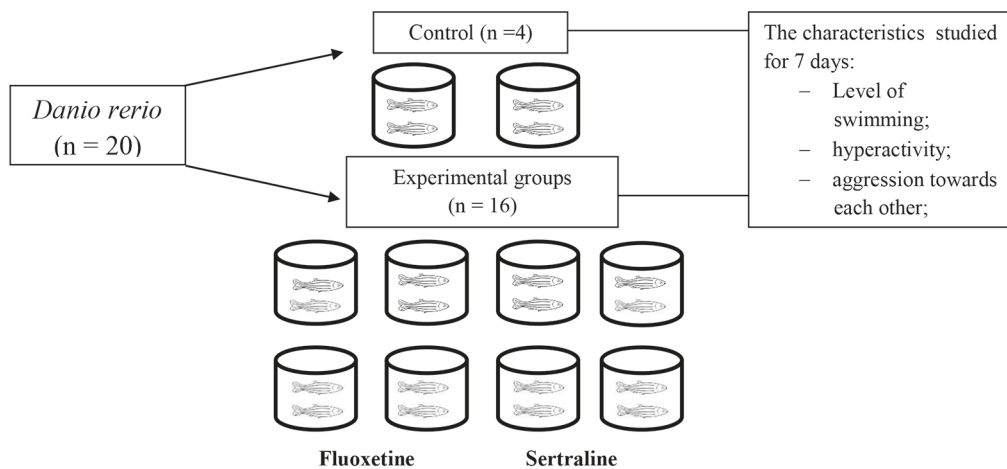 Danio rerio
(n = 20)
Control (n =4)
Experimental groups
(n = 16)
The characteristics studied
for 7 days:
– Level of
swimming;
– hyperactivity;
– aggression towards
each other;
Fluoxetine
Sertraline